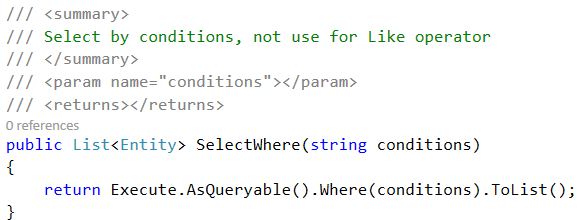 /// <summary>
/// Select by conditions, not use for Like operator
/// </summary>
/// <param name="conditions"></param>
/// <returns></returns>
0 references
public List<Entity> SelectWhere(string conditions)
{
    return Execute.AsQueryable().Where(conditions).ToList();
}